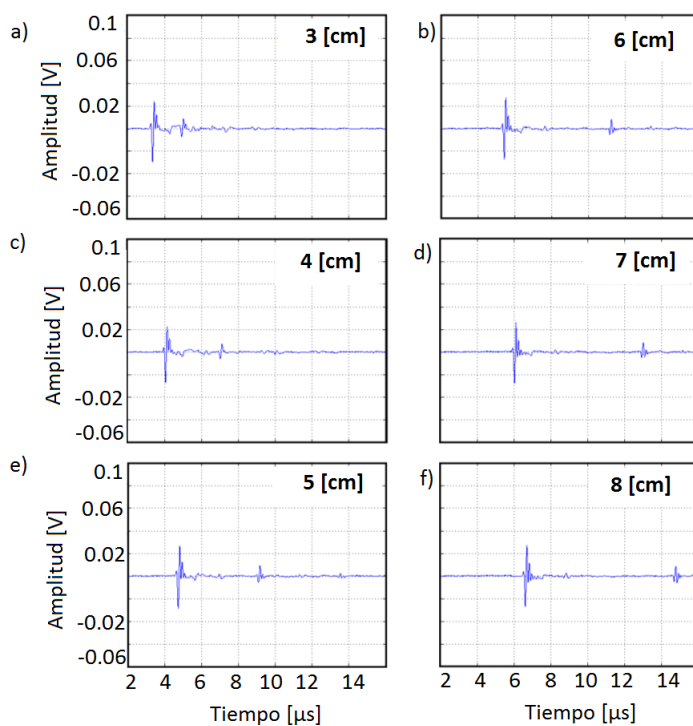 a)
0.1
0.06
0.02
-0.02
-0.06
Amplitud [V]
3 [cm]
b)
6 [cm]
c)
0.1
0.06
0.02
-0.02
-0.06
Amplitud [V]
4 [cm]
d)
7 [cm]
e)
0.1
0.06
0.02
-0.02
-0.06
Amplitud [V]
5 [cm]
2 4 6 8 10 12 14
Tiempo [µs]
f)
8 [cm]
2 4 6 8 10 12 14
Tiempo [µs]